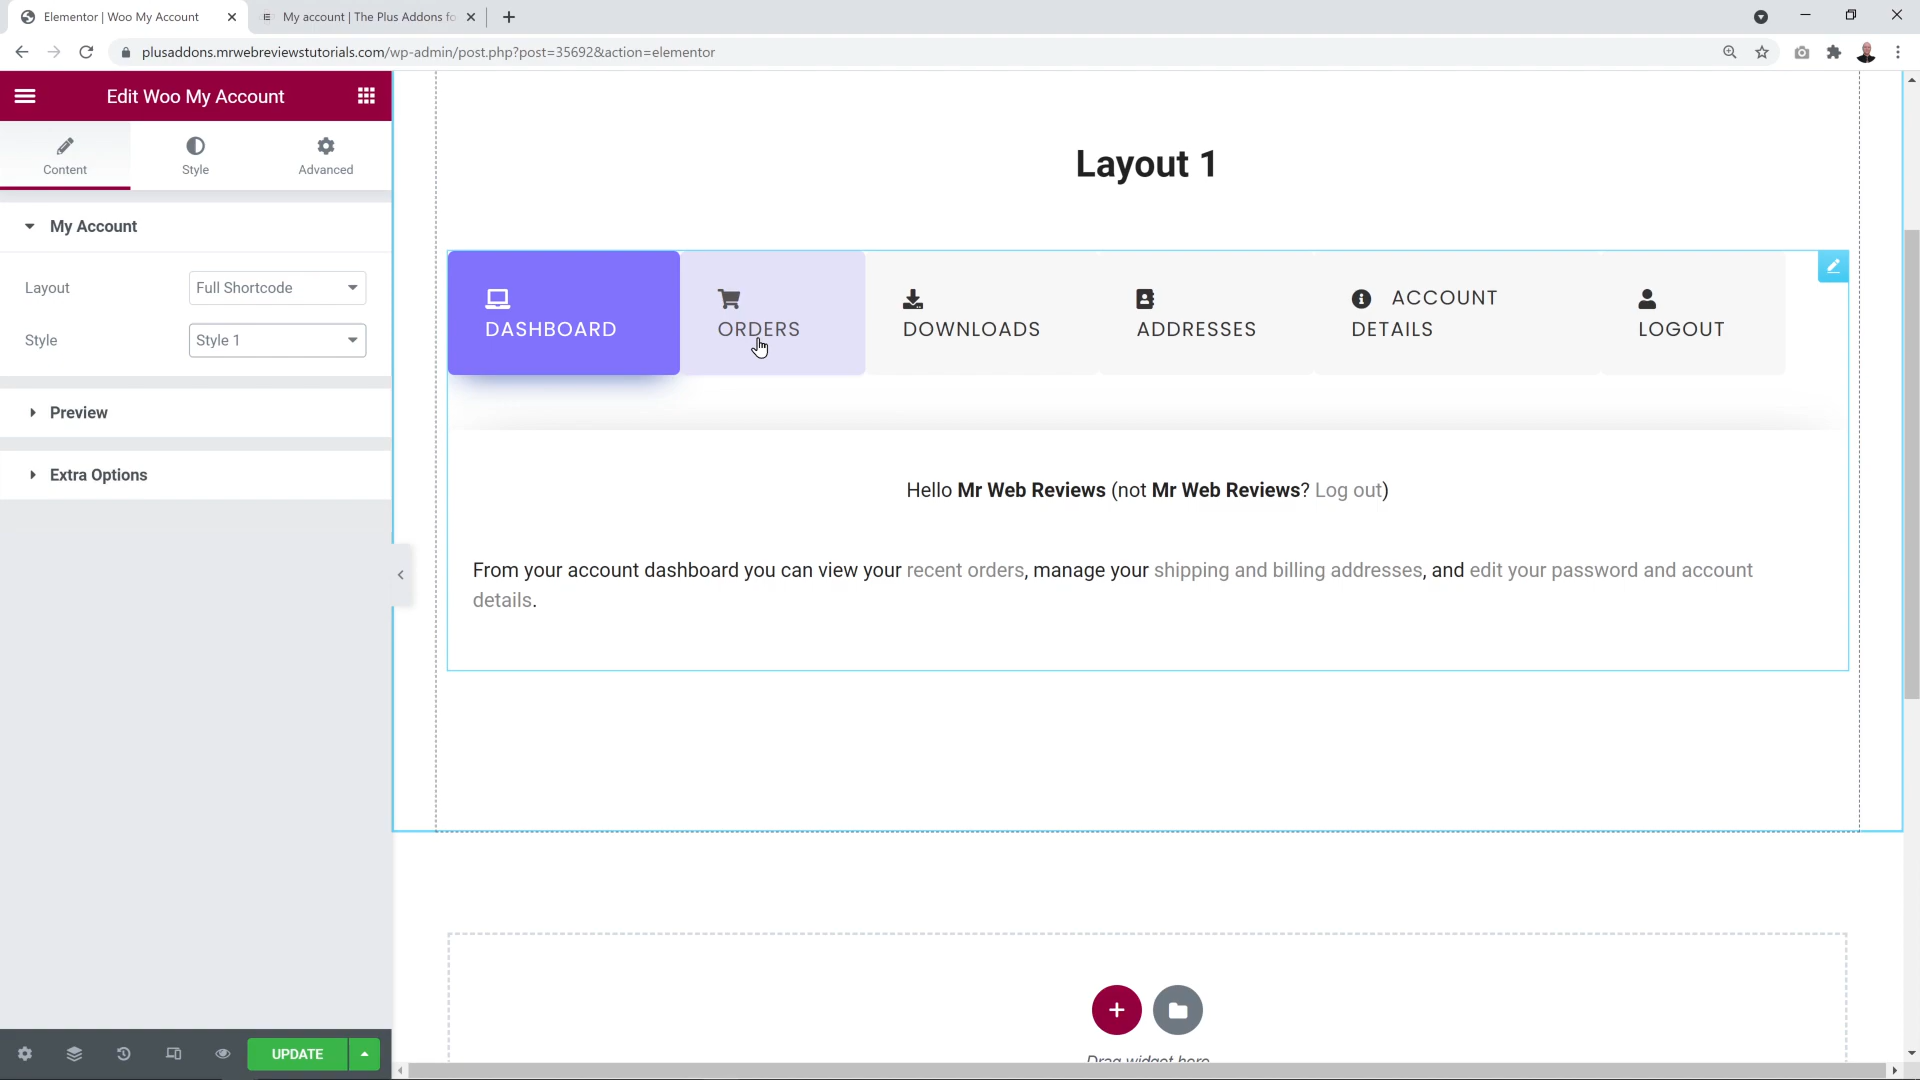 Elementor | Woo My Account
My account | The Plus Addons fo
plusaddons.mrwebreviewstutorials.com/wp-admin/post.php?post=35692&action=elementor
Edit Woo My Account
Content
Style
Advanced
My Account
Layout
Full Shortcode
Style
Style 1
Preview
Extra Options
UPDATE
Layout 1
DASHBOARD
ORDERS
DOWNLOADS
ADDRESSES
ACCOUNT
DETAILS
LOGOUT
Hello Mr Web Reviews (not Mr Web Reviews? Log out)
From your account dashboard you can view your recent orders, manage your shipping and billing addresses, and edit your password and account
details.
Drag widget here